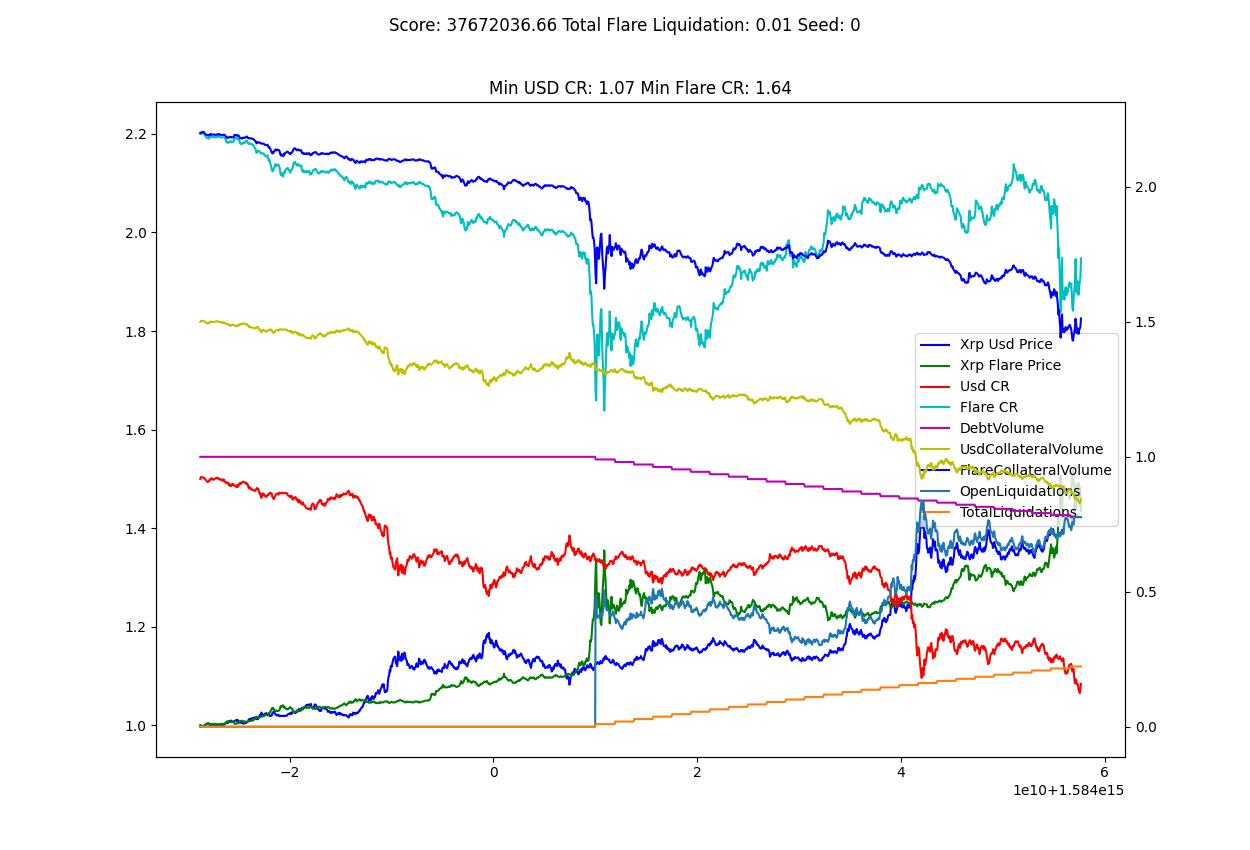 Score: 37672036.66 Total Flare Liquidation: 0.01 Seed: 0
Min USD CR: 1.07 Min Flare CR: 1.64
2.2
2.0
1.8
1.6
1.4
1.2
1.0
2.0
1.5
1.0
0.5
0.0
Xrp Usd Price
Xrp Flare Price
Usd CR
Flare CR
DebtVolume
UsdCollateralVolume
FlareCollateralVolume
OpenLiquidations
TotalLiquidations
−2 0 2 4 6
1e10+1.584e15